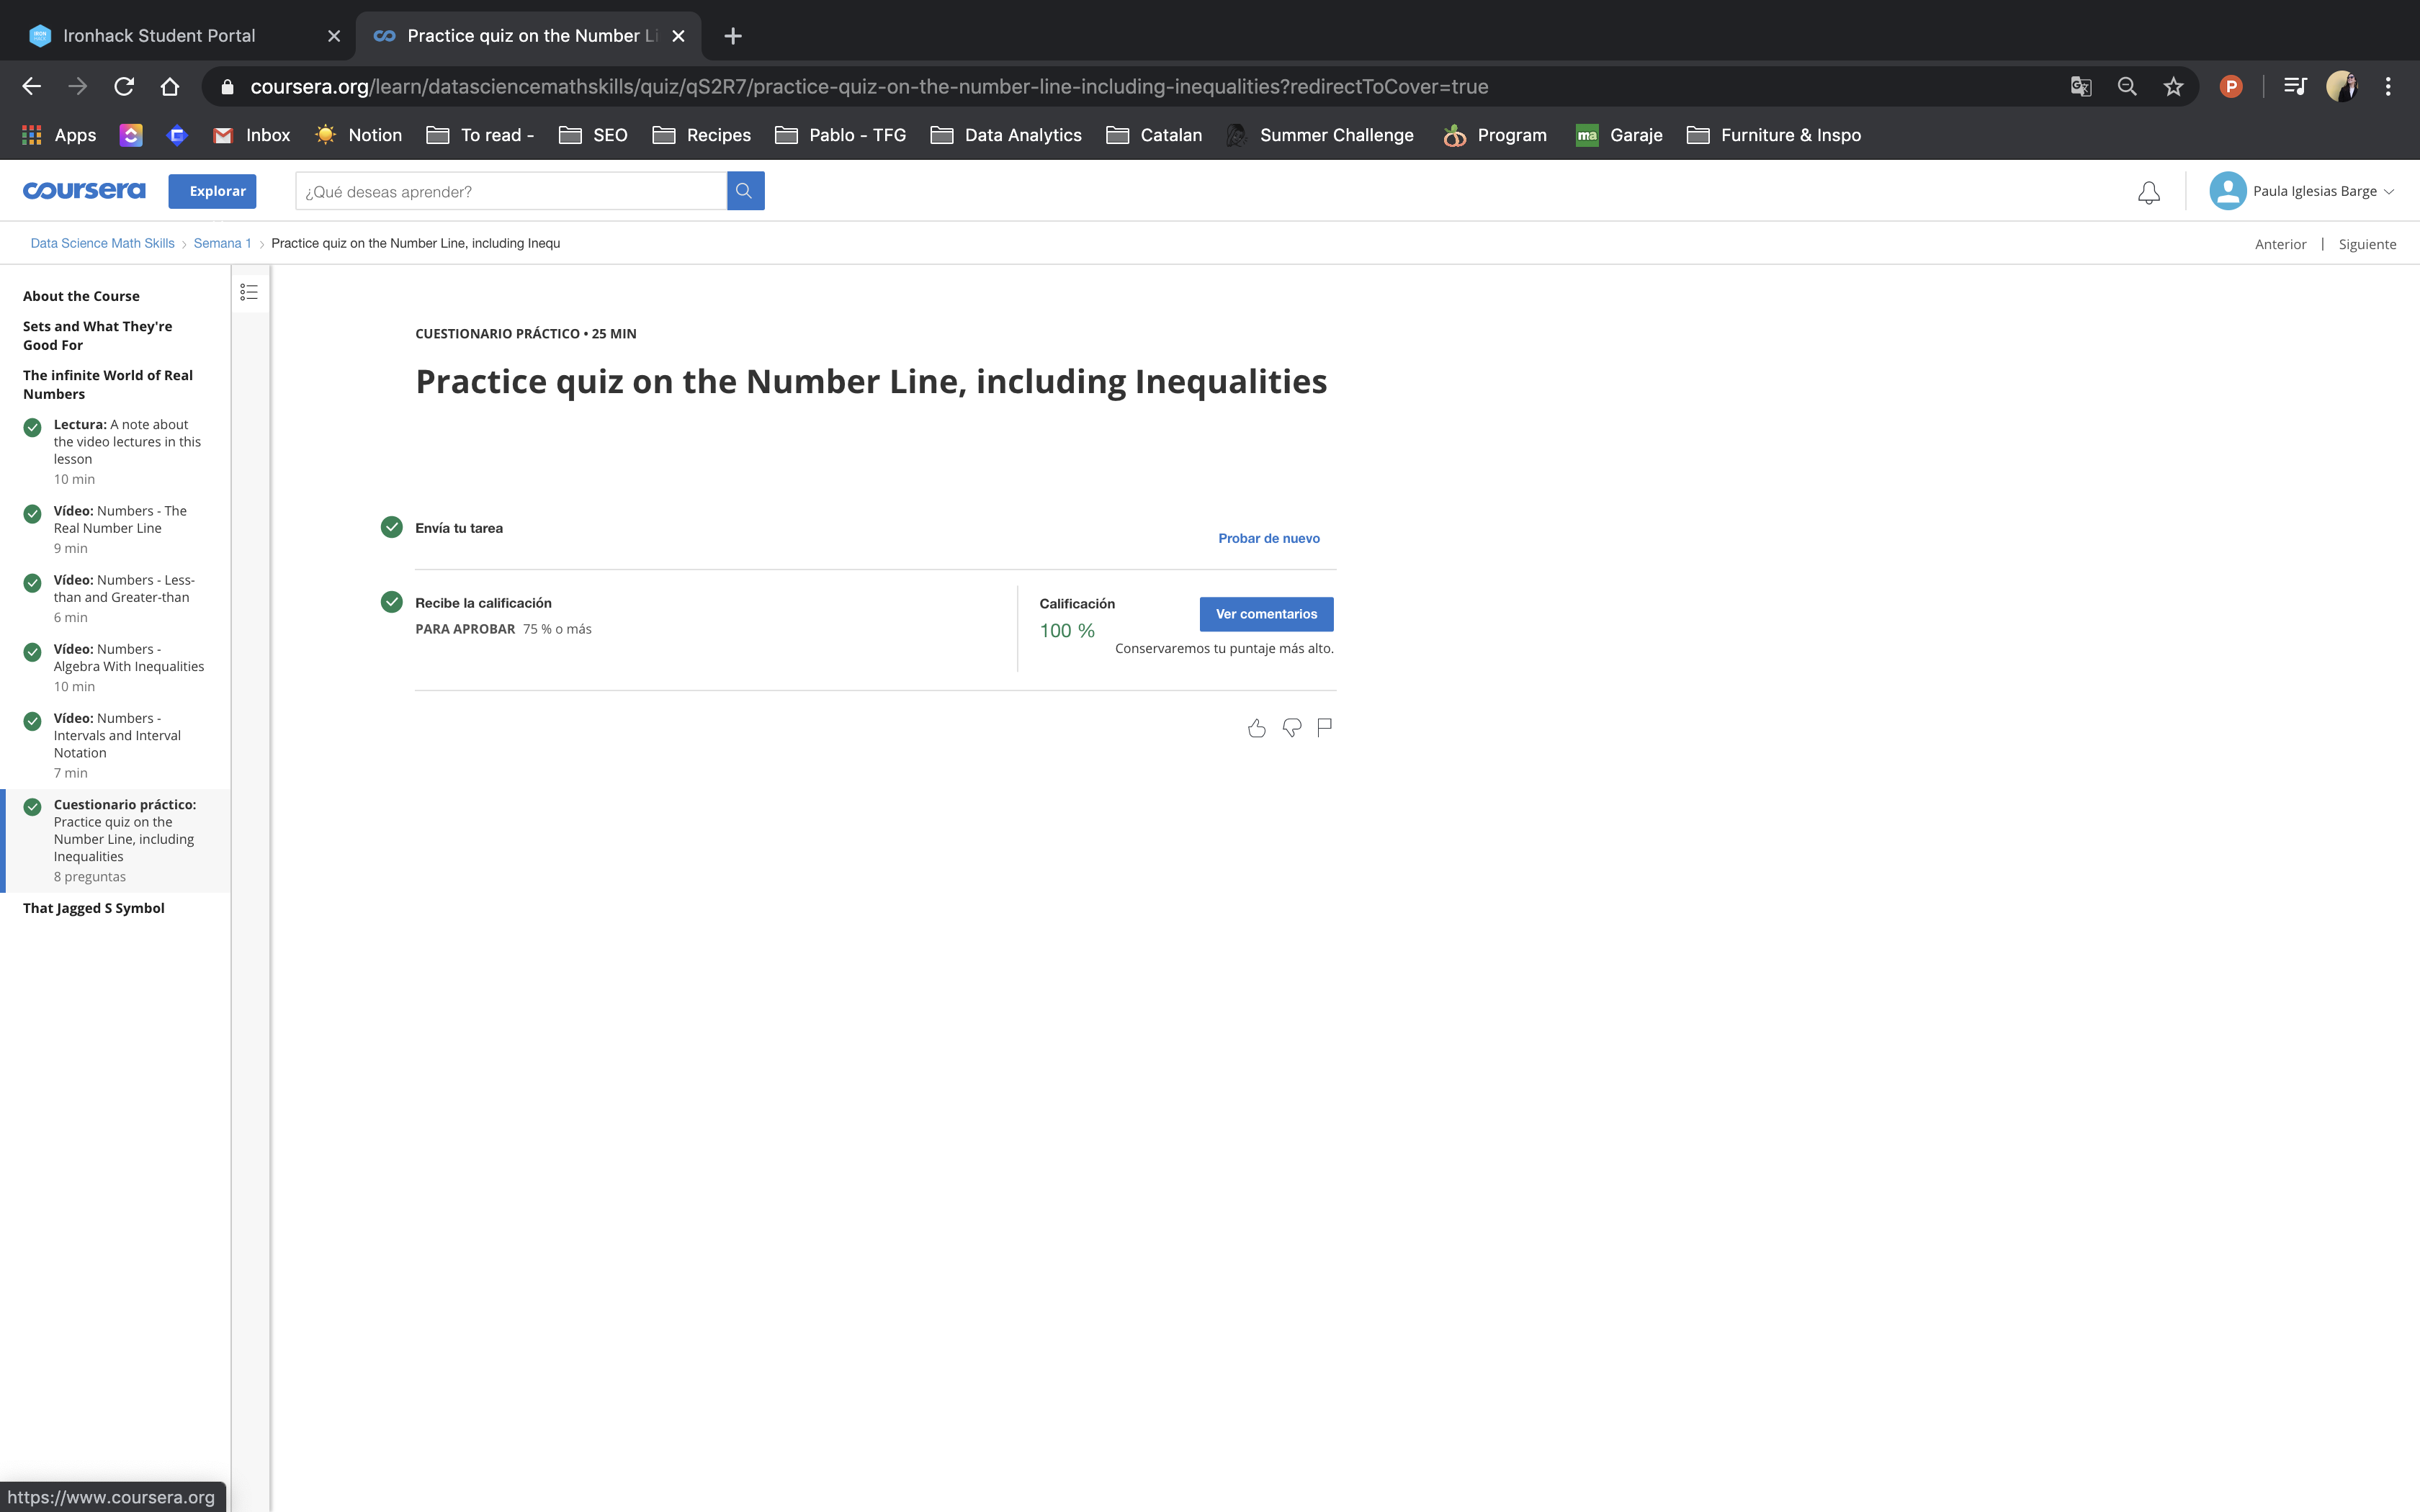 Ironhack Student Portal
Practice quiz on the Number Li
coursera.org/learn/datasciencemathskills/quiz/qS2R7/practice-quiz-on-the-number-line-including-inequalities?redirectToCover=true
P
Apps
Inbox
Notion
To read -
SEO
Recipes
Pablo - TFG
Data Analytics
Catalan
Summer Challenge
Program
ma
Garaje
Furniture & Inspo
coursera
Explorar
¿Qué deseas aprender?
Paula Iglesias Barge
Data Science Math Skills
Semana 1
Practice quiz on the Number Line, including Inequ
Anterior | Siguiente
About the Course
Sets and What They're
Good For
The infinite World of Real
Numbers
Lectura: A note about
the video lectures in this
lesson
10 min
Vídeo: Numbers - The
Real Number Line
9 min
Vídeo: Numbers - Less-
than and Greater-than
6 min
Vídeo: Numbers -
Algebra With Inequalities
10 min
Vídeo: Numbers -
Intervals and Interval
Notation
7 min
Cuestionario práctico:
Practice quiz on the
Number Line, including
Inequalities
8 preguntas
That Jagged S Symbol
CUESTIONARIO PRÁCTICO • 25 MIN
Practice quiz on the Number Line, including Inequalities
Envía tu tarea
Probar de nuevo
Recibe la calificación
PARA APROBAR 75 % o más
Calificación
100 %
Ver comentarios
Conservaremos tu puntaje más alto.
https://www.coursera.org